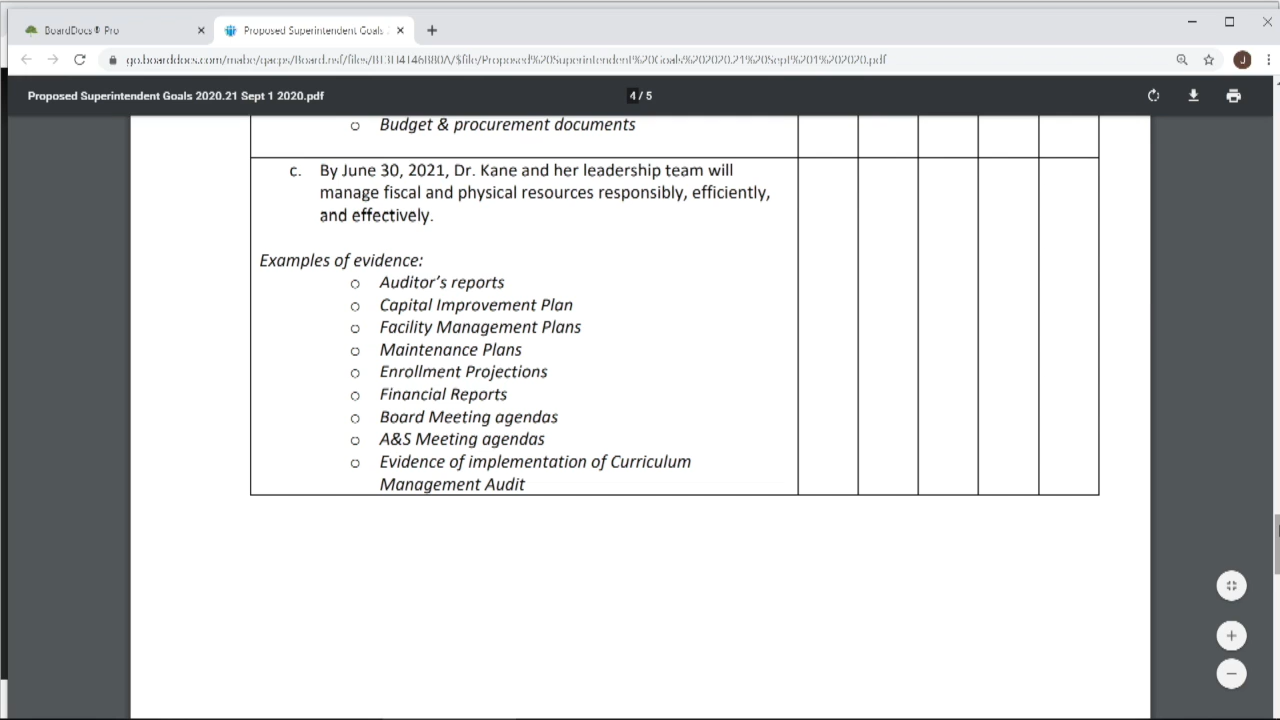 BoardDocs® Pro
Proposed Superintendent Goals
Proposed Superintendent Goals 2020.21 Sept 1 2020.pdf
4 / 5
o Budget & procurement documents
c. By June 30, 2021, Dr. Kane and her leadership team will
manage fiscal and physical resources responsibly, efficiently,
and effectively.
Examples of evidence:
o Auditor’s reports
o Capital Improvement Plan
o Facility Management Plans
o Maintenance Plans
o Enrollment Projections
o Financial Reports
o Board Meeting agendas
o A&S Meeting agendas
o Evidence of implementation of Curriculum
Management Audit
J